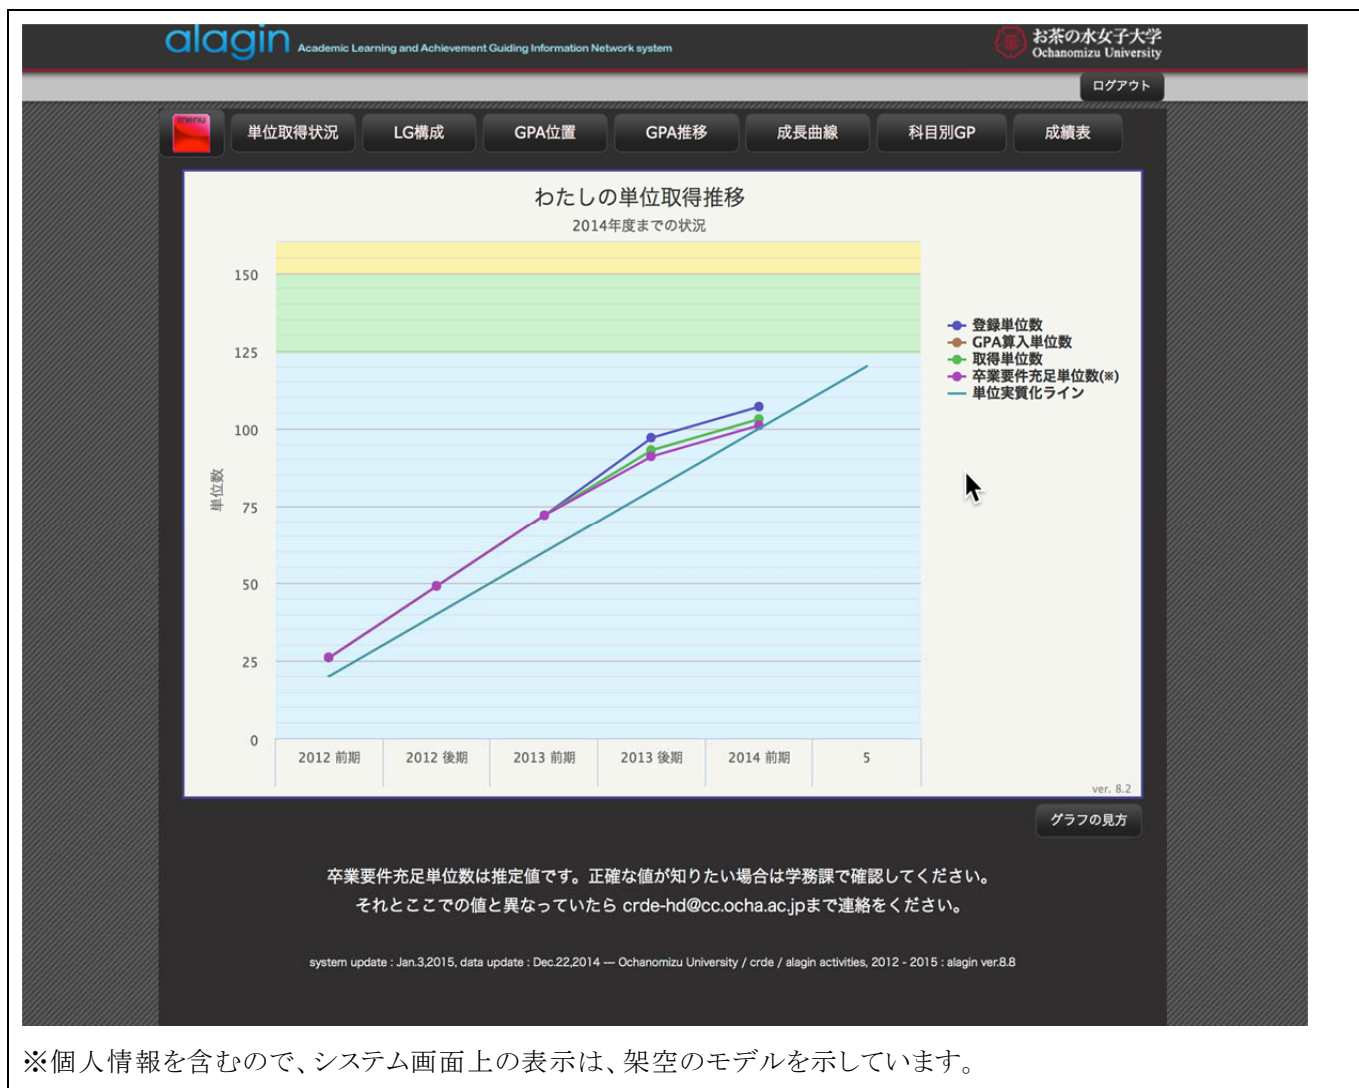 alagin Academic Learning and Achievement Guiding Information Network system
お茶の水女子大学
Ochanomizu University
ログアウト
menu 単位取得状況 LG構成 GPA位置 GPA推移 成長曲線 科目別GP 成績表
わたしの単位取得推移
2014年度までの状況
150
125
100
75
50
25
0
単位数
登録単位数
GPA算入単位数
取得単位数
卒業要件充足単位数(※)
単位実質化ライン
2012 前期 2012 後期 2013 前期 2013 後期 2014 前期 5
ver. 8.2
グラフの見方
卒業要件充足単位数は推定値です。正確な値が知りたい場合は学務課で確認してください。
それとここでの値と異なっていたら crde-hd@cc.ocha.ac.jpまで連絡をください。
system update : Jan.3,2015, data update : Dec.22,2014 --- Ochanomizu University / crde / alagin activities, 2012 - 2015 : alagin ver.8.8
※個人情報を含むので、システム画面上の表示は、架空のモデルを示しています。